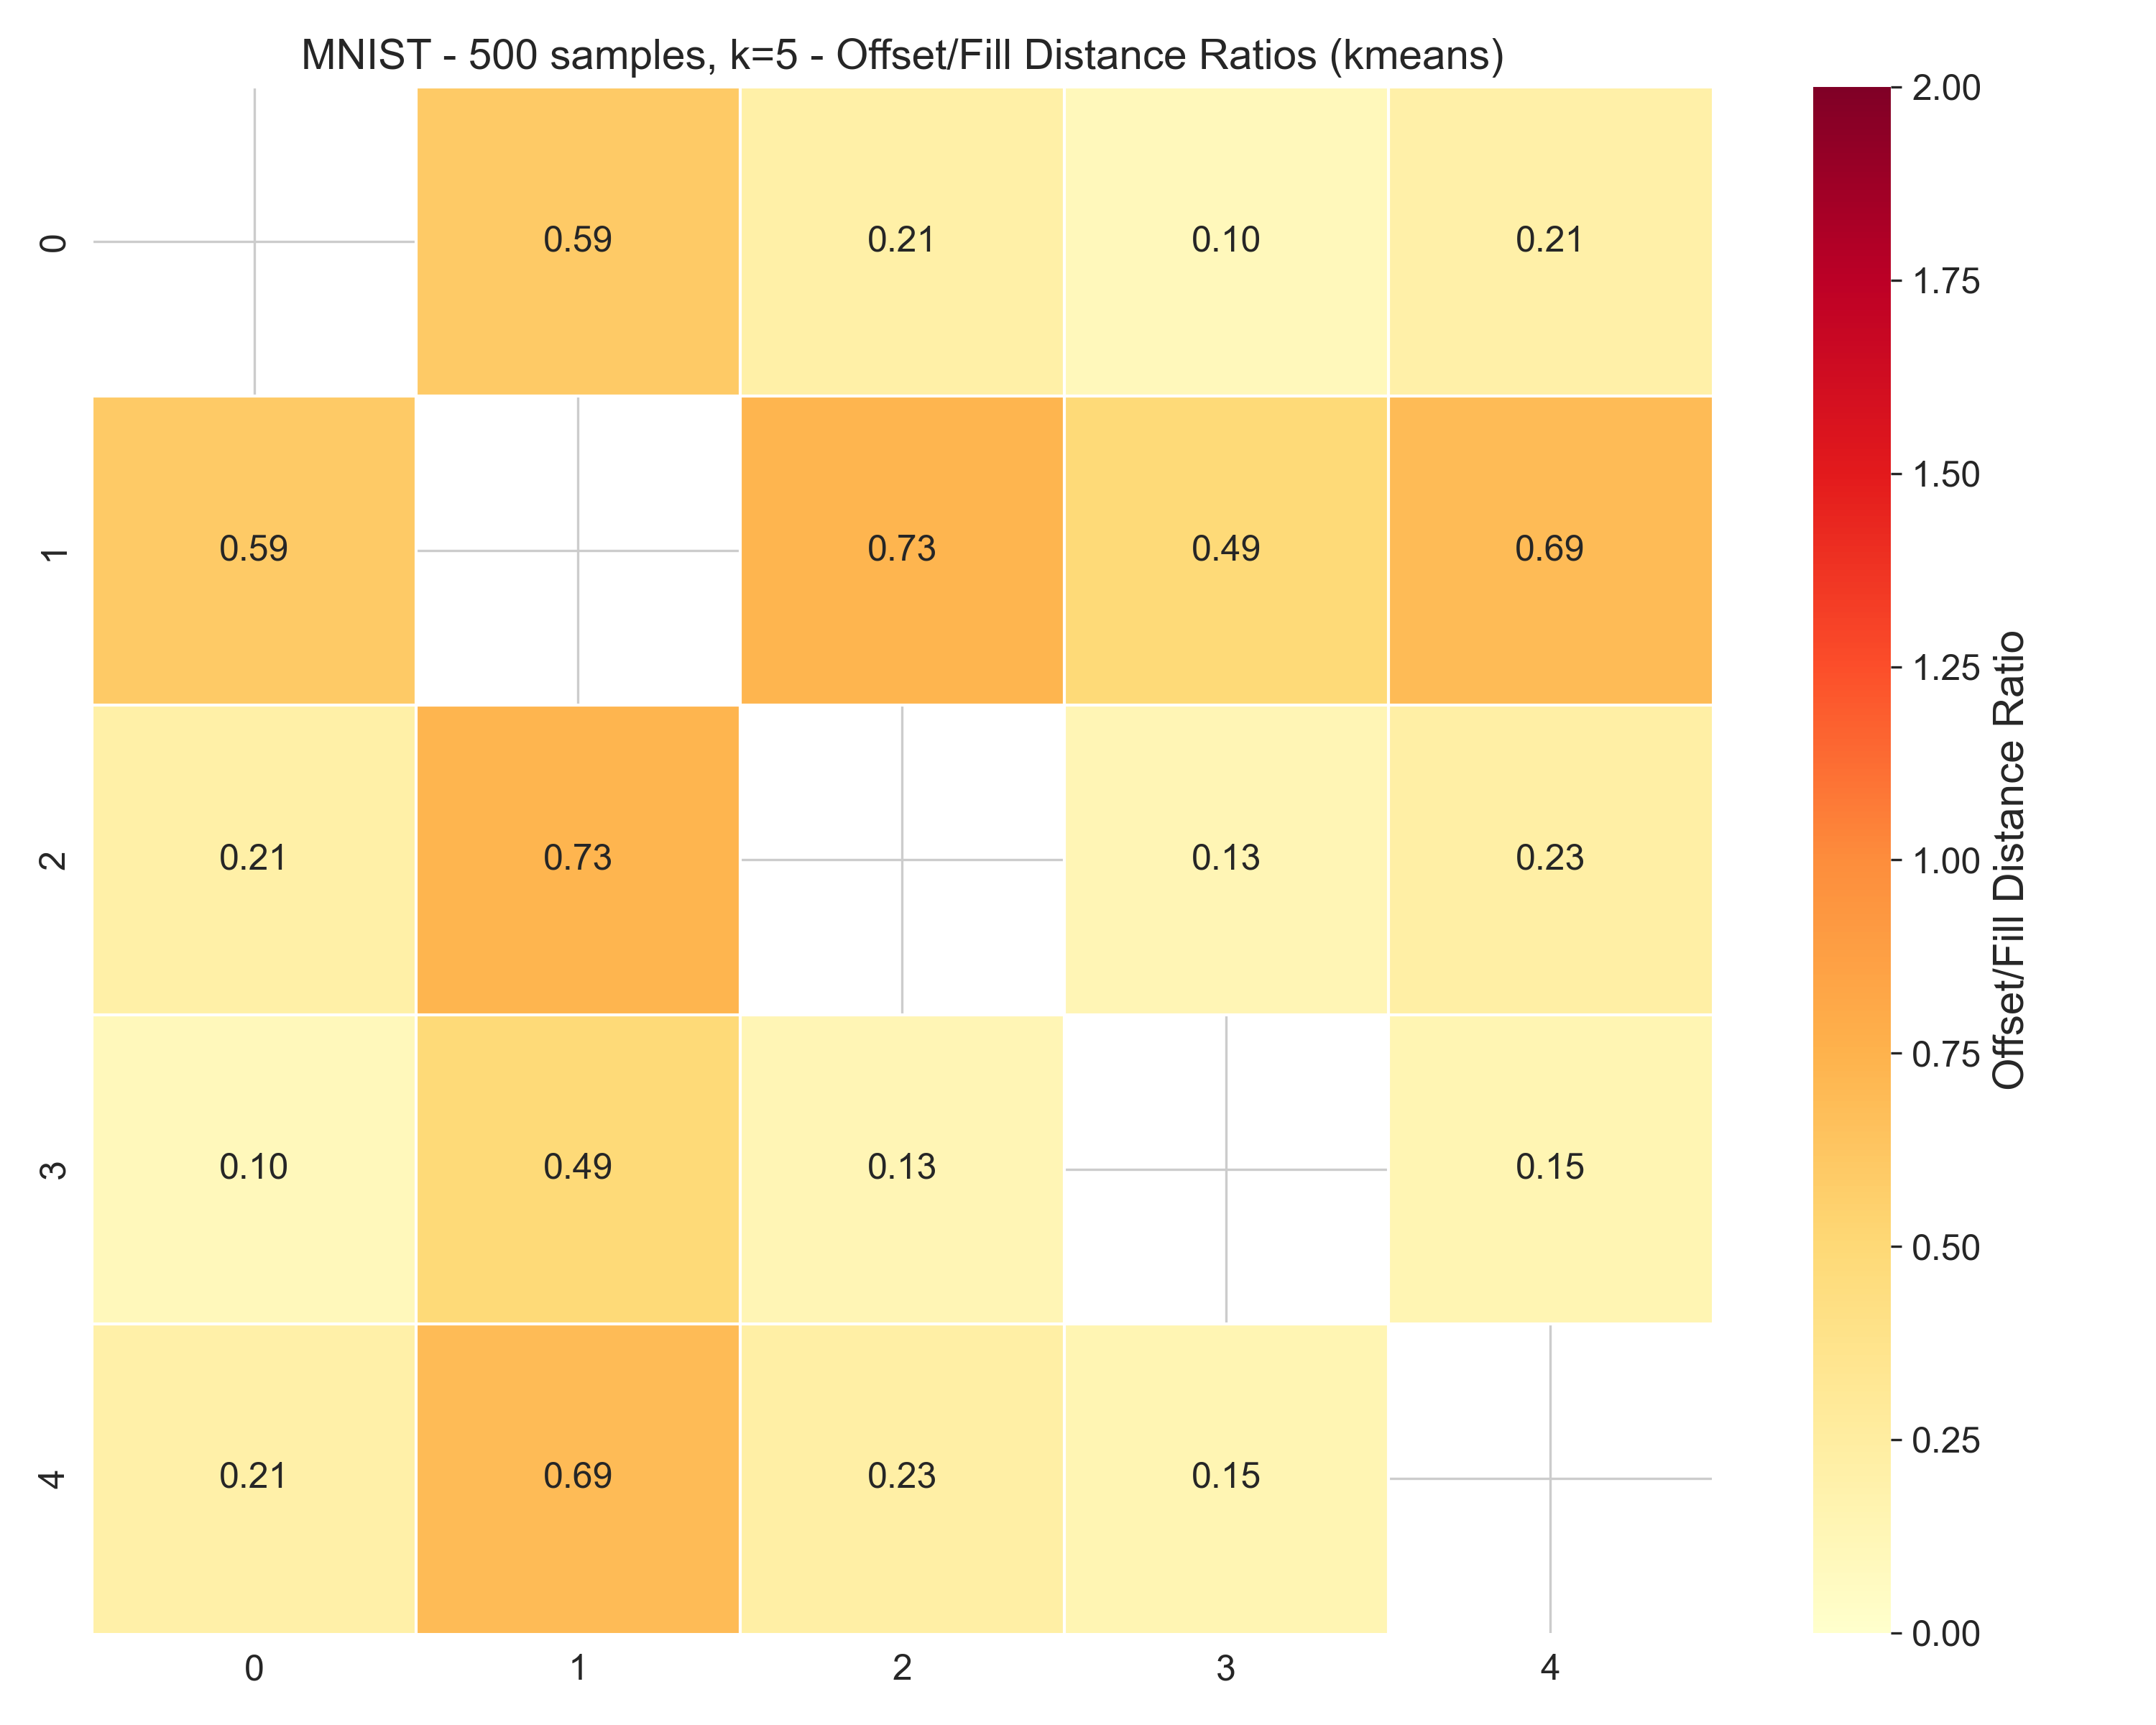 MNIST - 500 samples, k=5 - Offset/Fill Distance Ratios (kmeans)
0 0.59 0.21 0.10 0.21
1 0.59 0.73 0.49 0.69
2 0.21 0.73 0.13 0.23
3 0.10 0.49 0.13 0.15
4 0.21 0.69 0.23 0.15
0 1 2 3 4
2.00
1.75
1.50
1.25
1.00
0.75
0.50
0.25
0.00
Offset/Fill Distance Ratio